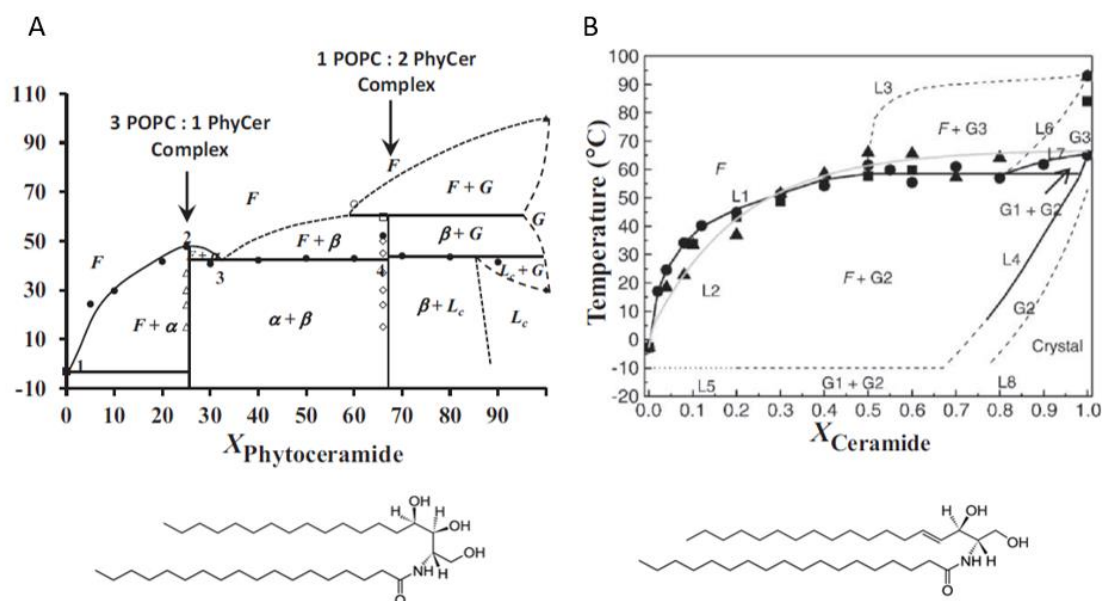 A
1 POPC : 2 PhyCer
Complex
3 POPC : 1 PhyCer
Complex
110
90
70
50
30
10
-10
0 10 20 30 40 50 60 70 80 90
X Phytoceramide
F
F
F
F + G
G
F + β
β + G
F + α
α + β
β + Lc
Lc + G
Lc
1
2
3
4
H OH
H
OH
OH
NH H
O
B
100
90
80
70
60
50
40
30
20
10
0
-10
-20
0.0 0.1 0.2 0.3 0.4 0.5 0.6 0.7 0.8 0.9 1.0
Temperature (°C)
X Ceramide
L3
F + G3
L6
G3
L7
F
L1
G1 + G2
L4
L2
F + G2
G2
Crystal
L5
G1 + G2
L8
H OH
OH
NH H
O